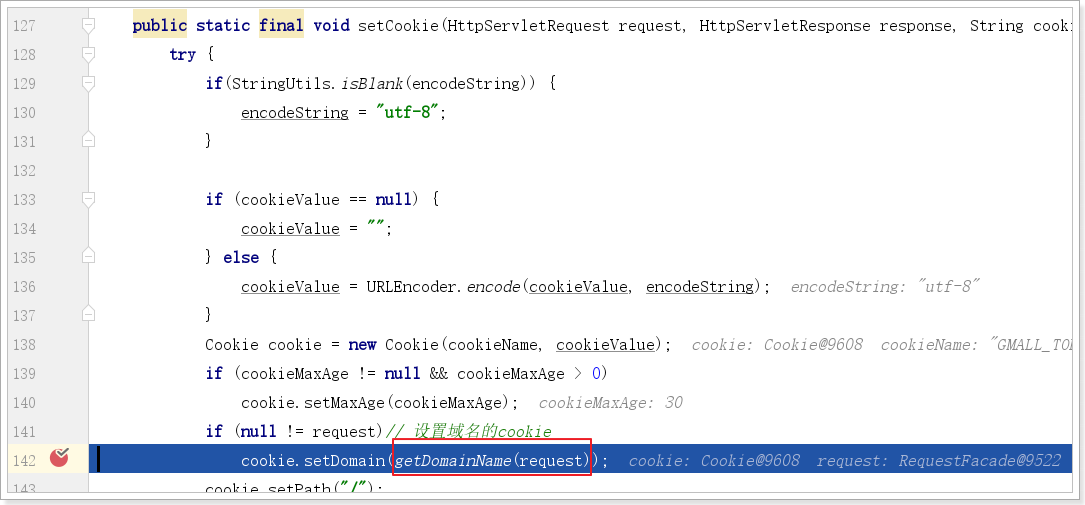 127 public static final void setCookie(HttpServletRequest request, HttpServletResponse response, String cook
128 try {
129 if(StringUtils.isBlank(encodeString)) {
130 encodeString = "utf-8";
131 }
132
133 if (cookieValue == null) {
134 cookieValue = "";
135 } else {
136 cookieValue = URLEncoder.encode(cookieValue, encodeString); encodeString: "utf-8"
137 }
138 Cookie cookie = new Cookie(cookieName, cookieValue); cookie: Cookie@9608 cookieName: "GMALL_TO
139 if (cookieMaxAge != null && cookieMaxAge > 0)
140 cookie.setMaxAge(cookieMaxAge); cookieMaxAge: 30
141 if (null != request)// 设置域名的cookie
142 cookie.setDomain(getDomainName(request)); cookie: Cookie@9608 request: RequestFacade@9522
143 cookie.setPath("/");